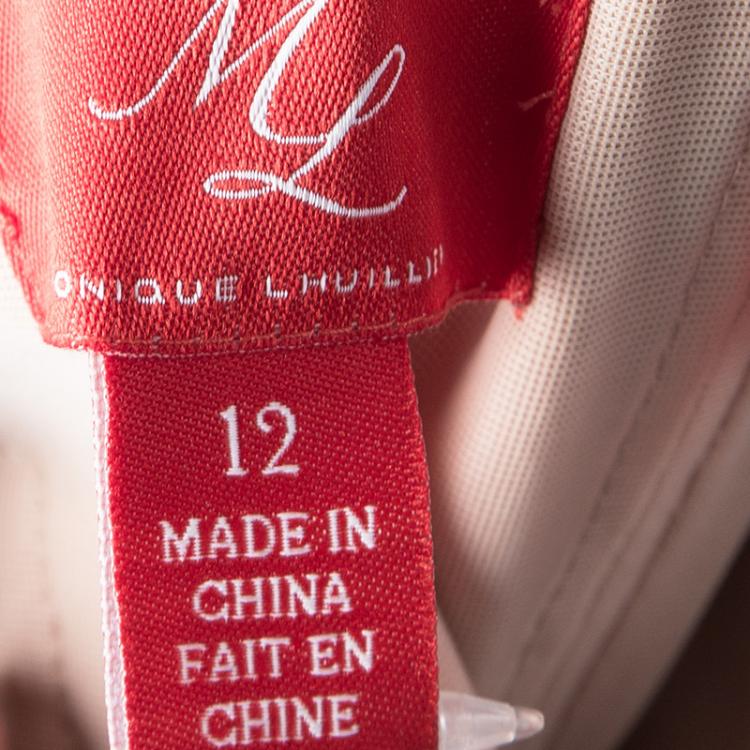 ML
ONIQUE LHUILLI
12
MADE IN
CHINA
FAIT EN
CHINE